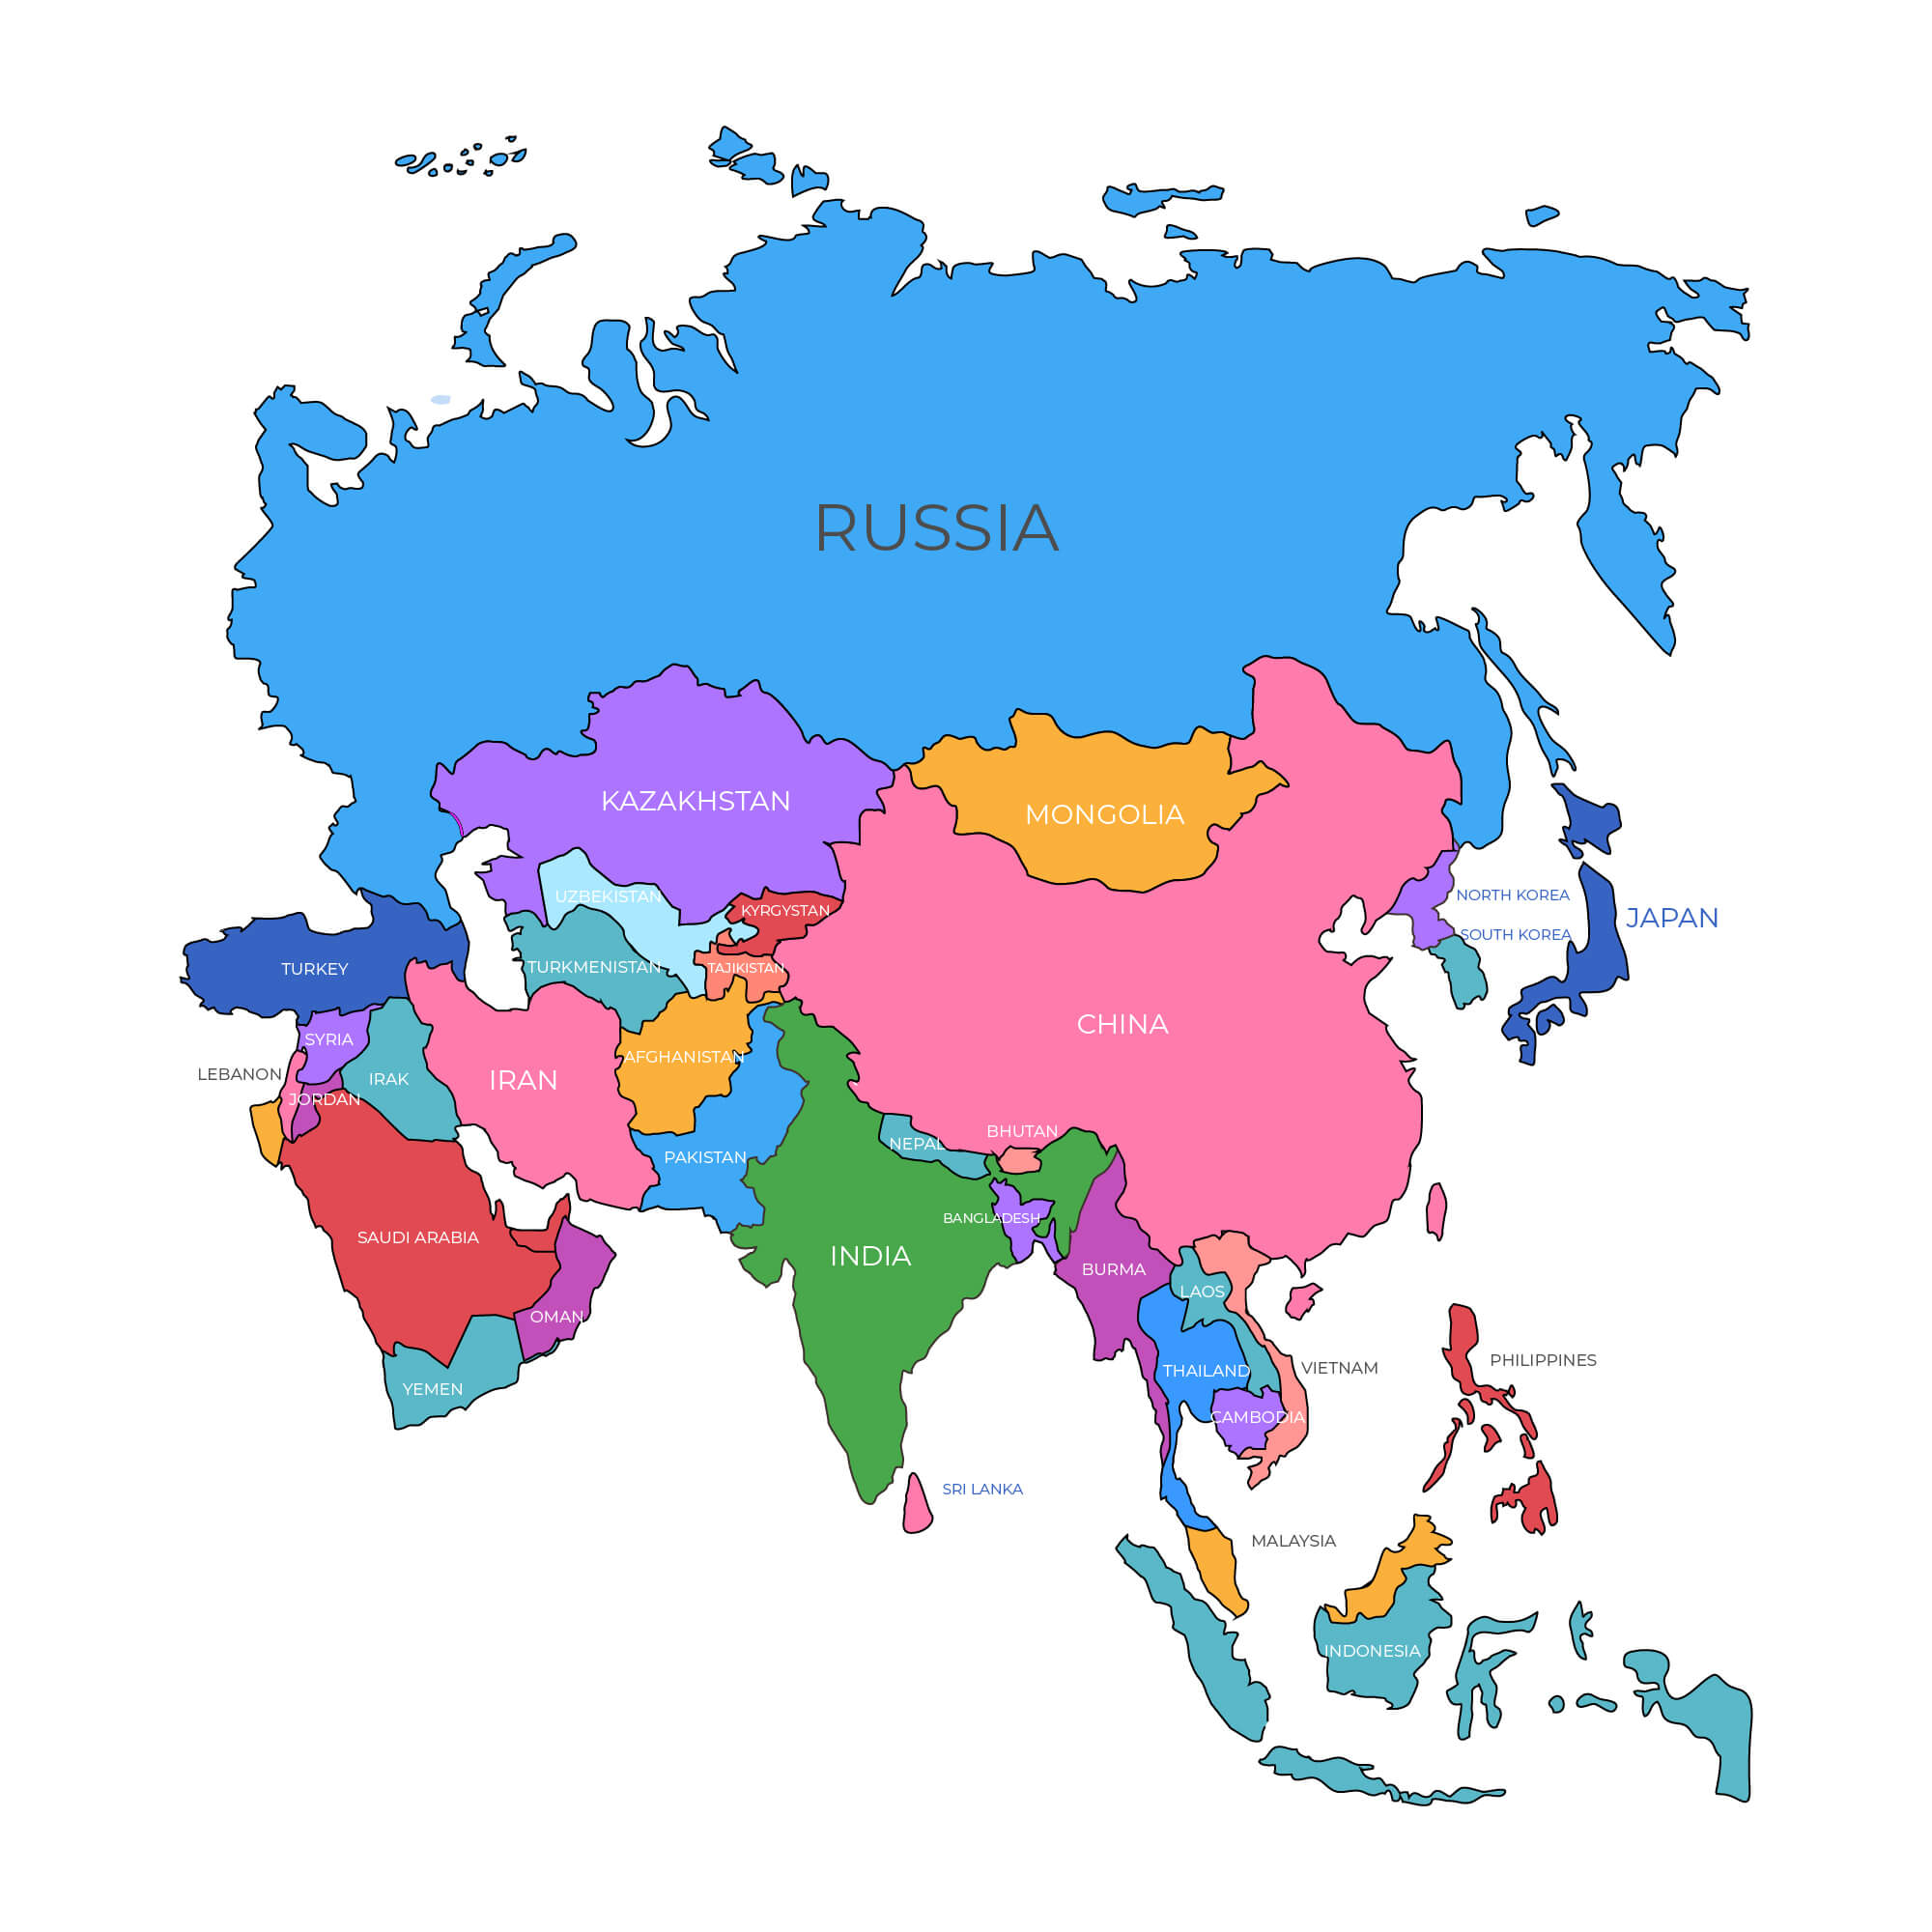 RUSSIA
KAZAKHSTAN
MONGOLIA
UZBEKISTAN
KYRGYSTAN
NORTH KOREA
JAPAN
SOUTH KOREA
TURKEY
TURKMENISTAN
TAJIKISTAN
CHINA
SYRIA
AFGHANISTAN
LEBANON
IRAK
IRAN
JORDAN
BHUTAN
NEPAL
PAKISTAN
BANGLADESH
SAUDI ARABIA
INDIA
BURMA
LAOS
OMAN
PHILIPPINES
VIETNAM
THAILAND
YEMEN
CAMBODIA
SRI LANKA
MALAYSIA
INDONESIA